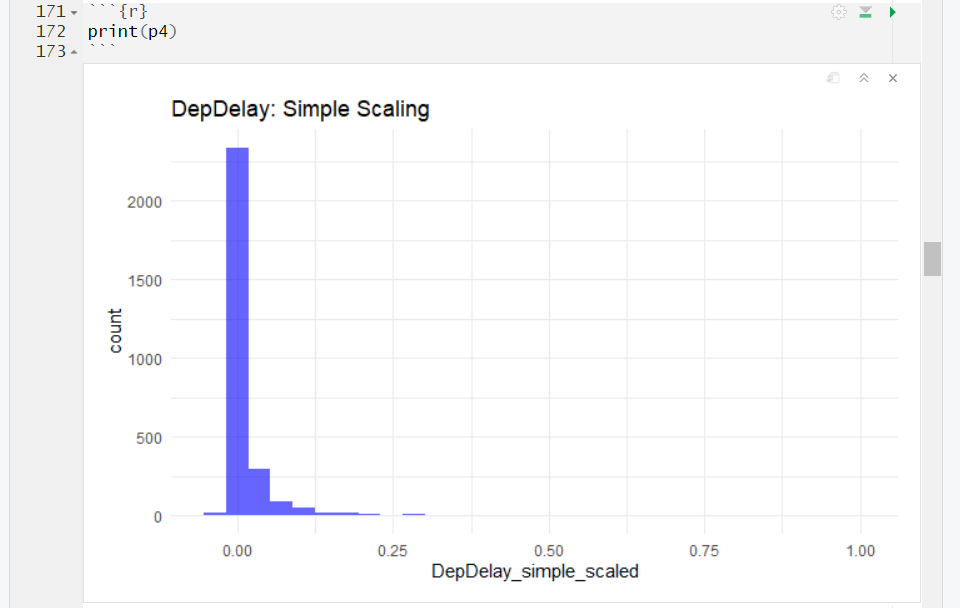 171 ```{r}
172 print(p4)
173 ```
DepDelay: Simple Scaling
2000
1500
1000
500
0
count
0.00 0.25 0.50 0.75 1.00
DepDelay_simple_scaled